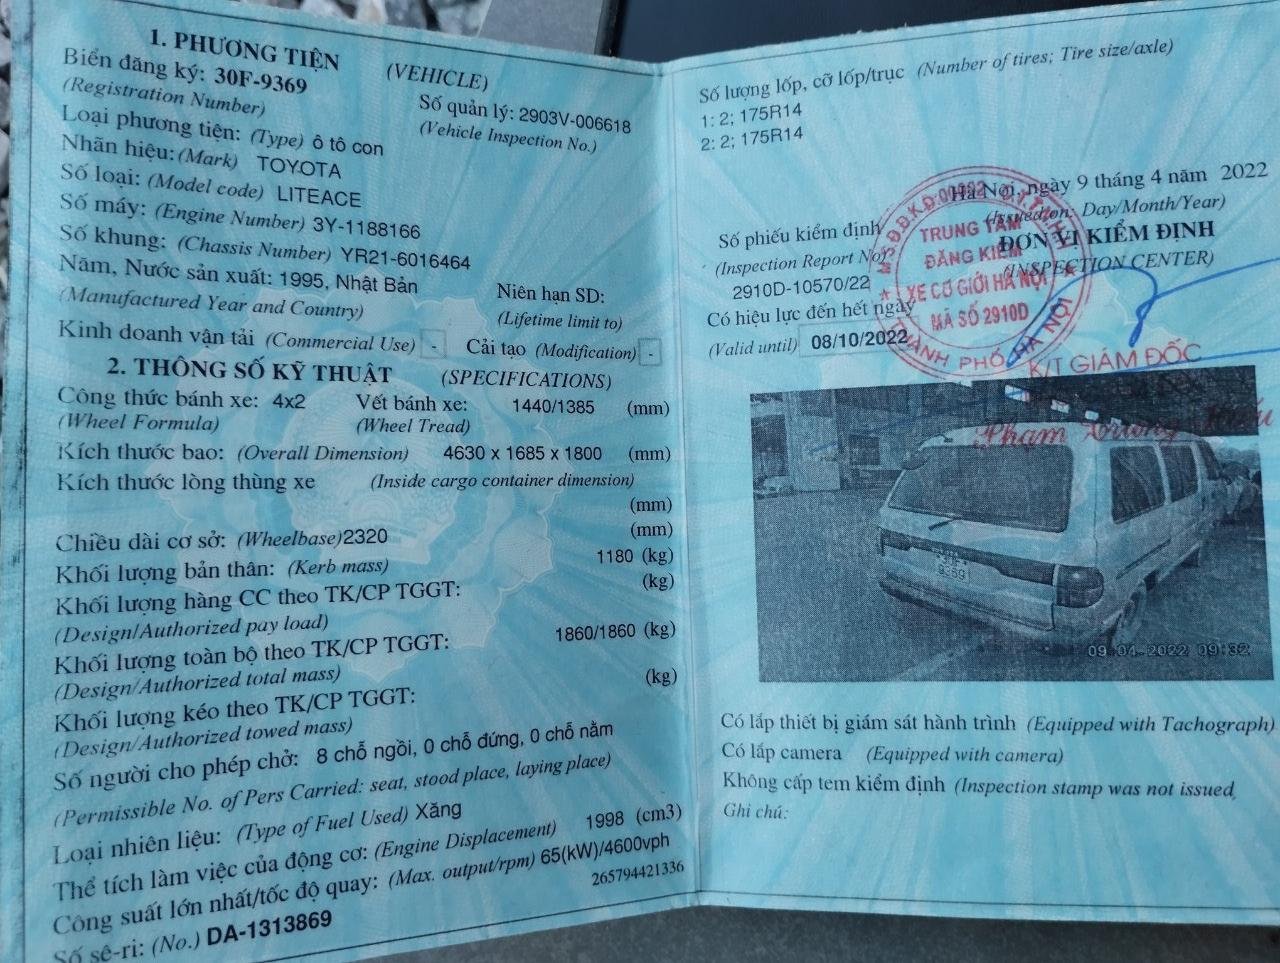 1. PHƯƠNG TIỆN (VEHICLE)
Biển đăng ký: 30F-9369
(Registration Number)
Số quản lý: 2903V-006618
(Vehicle Inspection No.)
Loại phương tiện: (Type) ô tô con
Nhãn hiệu: (Mark) TOYOTA
Số loại: (Model code) LITEACE
Số máy: (Engine Number) 3Y-1188166
Số khung: (Chassis Number) YR21-6016464
Năm, Nước sản xuất: 1995, Nhật Bản
(Manufactured Year and Country)
Niên hạn SD:
(Lifetime limit to)
Kinh doanh vận tải (Commercial Use) - Cải tạo (Modification) -
2. THÔNG SỐ KỸ THUẬT (SPECIFICATIONS)
Công thức bánh xe: 4x2 Vết bánh xe: 1440/1385 (mm)
(Wheel Formula) (Wheel Tread)
Kích thước bao: (Overall Dimension) 4630 x 1685 x 1800 (mm)
Kích thước lòng thùng xe (Inside cargo container dimension)
(mm)
Chiều dài cơ sở: (Wheelbase) 2320 (mm)
Khối lượng bản thân: (Kerb mass) 1180 (kg)
Khối lượng hàng CC theo TK/CP TGGT: (kg)
(Design/Authorized pay load)
Khối lượng toàn bộ theo TK/CP TGGT: 1860/1860 (kg)
(Design/Authorized total mass)
Khối lượng kéo theo TK/CP TGGT: (kg)
(Design/Authorized towed mass)
Số người cho phép chở: 8 chỗ ngồi, 0 chỗ đứng, 0 chỗ nằm
(Permissible No. of Pers Carried: seat, stood place, laying place)
Loại nhiên liệu: (Type of Fuel Used) Xăng
Thể tích làm việc của động cơ: (Engine Displacement) 1998 (cm3)
Công suất lớn nhất/tốc độ quay: (Max. output/rpm) 65(kW)/4600vph
265794421336
Số sê-ri: (No.) DA-1313869
Số lượng lốp, cỡ lốp/trục (Number of tires; Tire size/axle)
1: 2; 175R14
2: 2; 175R14
Hà Nội, ngày 9 tháng 4 năm 2022
(Issued on: Day/Month/Year)
ĐƠN VỊ KIỂM ĐỊNH
(INSPECTION CENTER)
Số phiếu kiểm định
(Inspection Report No)
2910D-10570/22
Có hiệu lực đến hết ngày
(Valid until) 08/10/2022
TRUNG TÂM
ĐĂNG KIỂM
XE CƠ GIỚI HÀ NỘI
MÃ SỐ 2910D
THÀNH PHỐ HÀ NỘI
K/T GIÁM ĐỐC
Phạm
30F
9369
09-04-2022 09:32
Có lắp thiết bị giám sát hành trình (Equipped with Tachograph)
Có lắp camera (Equipped with camera)
Không cấp tem kiểm định (Inspection stamp was not issued
Ghi chú: